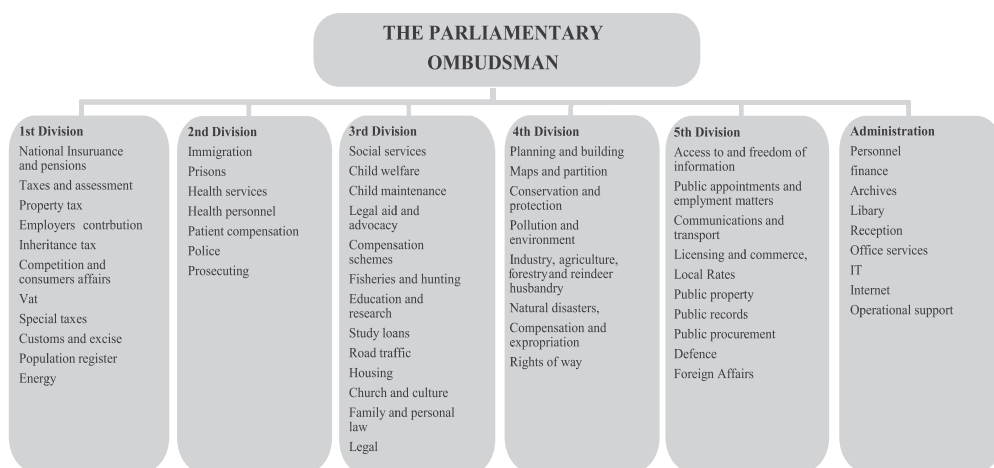 THE PARLIAMENTARY
OMBUDSMAN
1st Division
National Insuruance
and pensions
Taxes and assessment
Property tax
Employers contrbution
Inheritance tax
Competition and
consumers affairs
Vat
Special taxes
Customs and excise
Population register
Energy
2nd Division
Immigration
Prisons
Health services
Health personnel
Patient compensation
Police
Prosecuting
3rd Division
Social services
Child welfare
Child maintenance
Legal aid and
advocacy
Compensation
schemes
Fisheries and hunting
Education and
research
Study loans
Road traffic
Housing
Church and culture
Family and personal
law
Legal
4th Division
Planning and building
Maps and partition
Conservation and
protection
Pollution and
environment
Industry, agriculture,
forestry and reindeer
husbandry
Natural disasters,
Compensation and
expropriation
Rights of way
5th Division
Access to and freedom of
information
Public appointments and
emplyment matters
Communications and
transport
Licensing and commerce,
Local Rates
Public property
Public records
Public procurement
Defence
Foreign Affairs
Administration
Personnel
finance
Archives
Libary
Reception
Office services
IT
Internet
Operational support